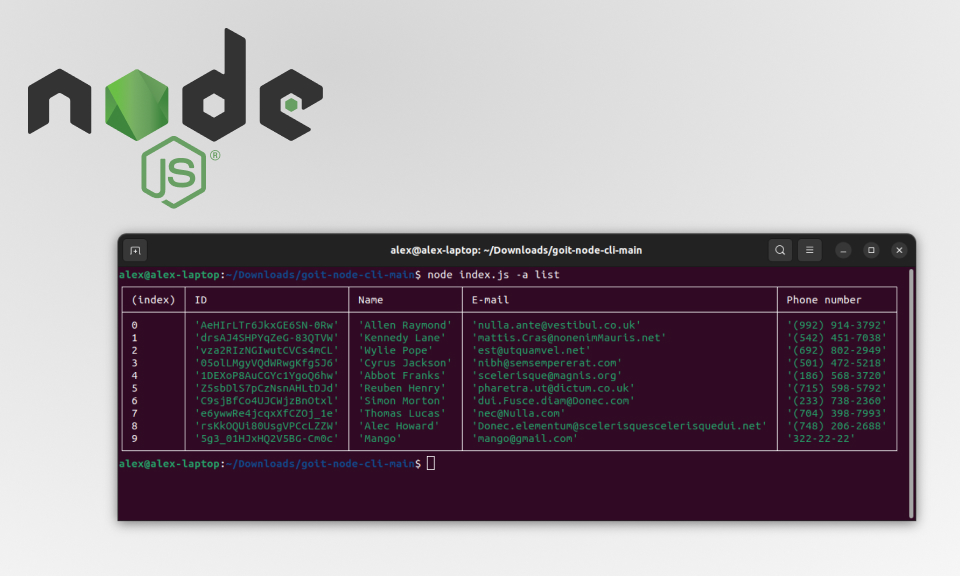 node
JS®
alex@alex-laptop: ~/Downloads/goit-node-cli-main
alex@alex-laptop:~/Downloads/goit-node-cli-main$ node index.js -a list
(index) ID Name E-mail Phone number
0 'AeHIrLTr6JkxGE6SN-0Rw' 'Allen Raymond' 'nulla.ante@vestibul.co.uk' '(992) 914-3792'
1 'drsAJ4SHPYqZeG-83QTVW' 'Kennedy Lane' 'mattis.Cras@nonenimMauris.net' '(542) 451-7038'
2 'vza2RIzNGIwutCVCs4mCL' 'Wylie Pope' 'est@utquamvel.net' '(692) 802-2949'
3 '05olLMgyVQdWRwgKfg5J6' 'Cyrus Jackson' 'nibh@semsempererat.com' '(501) 472-5218'
4 '1DEXoP8AuCGYc1YgoQ6hw' 'Abbot Franks' 'scelerisque@magnis.org' '(186) 568-3720'
5 'Z5sbDlS7pCzNsnAHLtDJd' 'Reuben Henry' 'pharetra.ut@dictum.co.uk' '(715) 598-5792'
6 'C9sjBfCo4UJCWjzBnOtxl' 'Simon Morton' 'dui.Fusce.diam@Donec.com' '(233) 738-2360'
7 'e6ywwRe4jcqxXfCZOj_1e' 'Thomas Lucas' 'nec@Nulla.com' '(704) 398-7993'
8 'rsKkOQUi80UsgVPCcLZZW' 'Alec Howard' 'Donec.elementum@scelerisquescelerisquedui.net' '(748) 206-2688'
9 '5g3_01HJxHQ2V5BG-Cm0c' 'Mango' 'mango@gmail.com' '322-22-22'
alex@alex-laptop:~/Downloads/goit-node-cli-main$